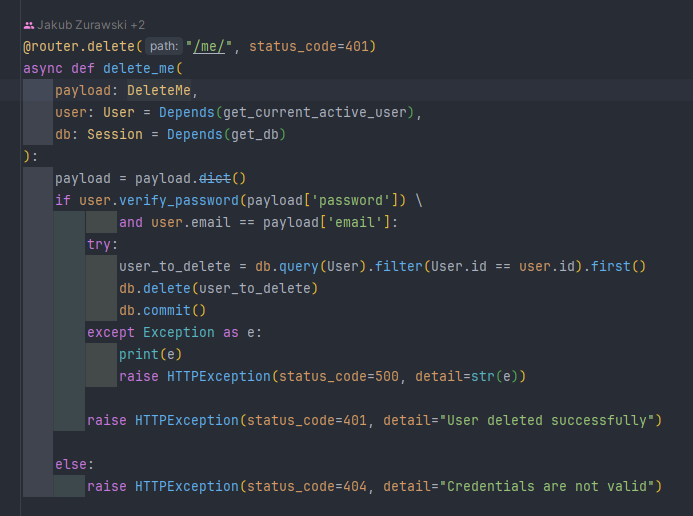 Jakub Zurawski +2
@router.delete( path: "/me/", status_code=401)
async def delete_me(
payload: DeleteMe,
user: User = Depends(get_current_active_user),
db: Session = Depends(get_db)
):
payload = payload.dict()
if user.verify_password(payload['password']) \
and user.email == payload['email']:
try:
user_to_delete = db.query(User).filter(User.id == user.id).first()
db.delete(user_to_delete)
db.commit()
except Exception as e:
print(e)
raise HTTPException(status_code=500, detail=str(e))
raise HTTPException(status_code=401, detail="User deleted successfully")
else:
raise HTTPException(status_code=404, detail="Credentials are not valid")